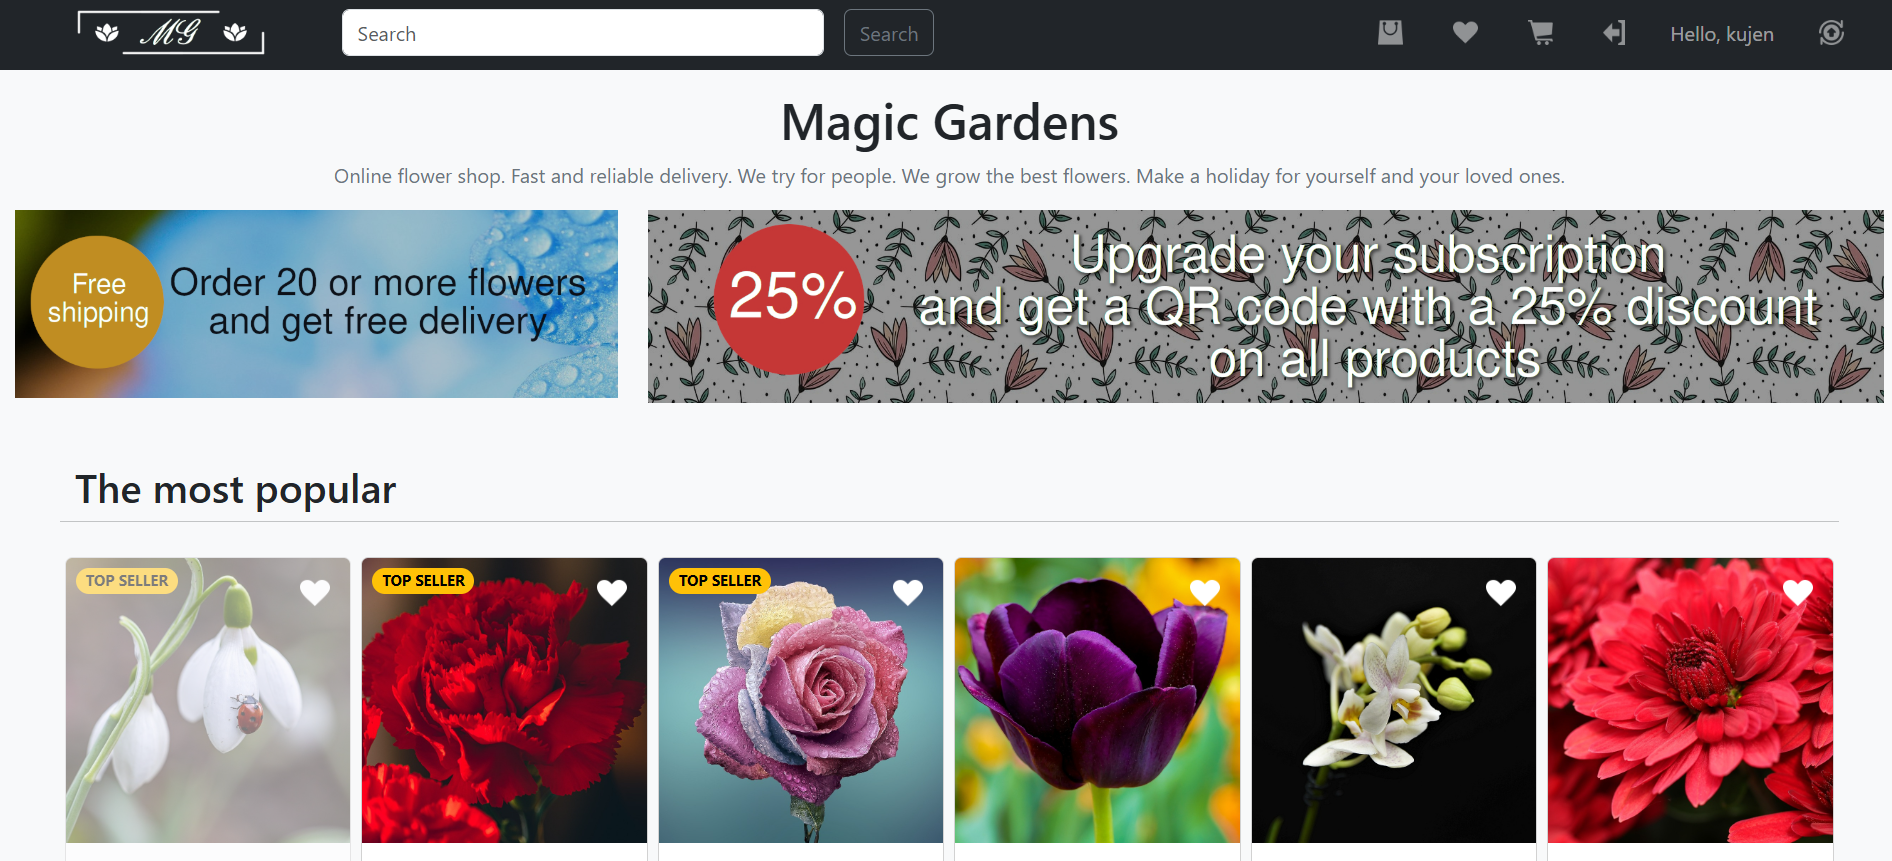 MG
Search
Search
Hello, kujen
Magic Gardens
Online flower shop. Fast and reliable delivery. We try for people. We grow the best flowers. Make a holiday for yourself and your loved ones.
Free
shipping
Order 20 or more flowers
and get free delivery
25%
Upgrade your subscription
and get a QR code with a 25% discount
on all products
The most popular
TOP SELLER
TOP SELLER
TOP SELLER